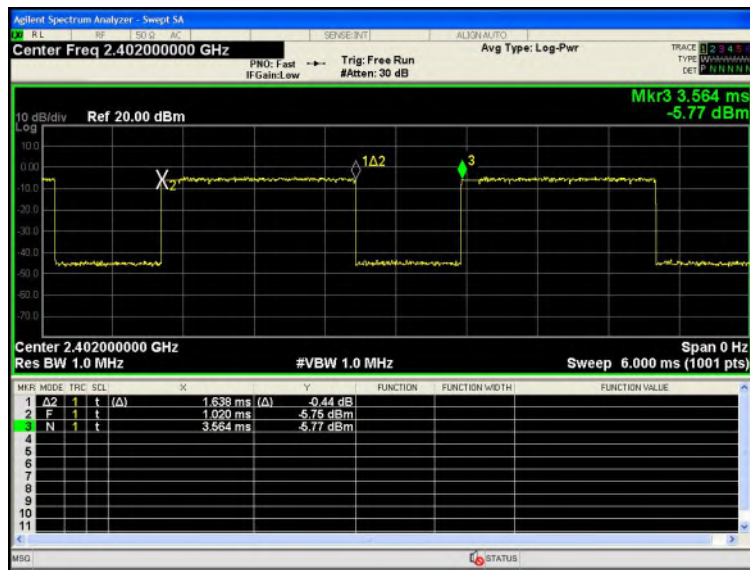 Agilent Spectrum Analyzer - Swept SA
RL RF 50 Ω AC SENSE:INT ALIGNAUTO
Center Freq 2.402000000 GHz
PNO: Fast
IFGain:Low
Trig: Free Run
#Atten: 30 dB
Avg Type: Log-Pwr
TRACE 1 2 3 4 5
TYPE
DET P N N N N N
Mkr3 3.564 ms
-5.77 dBm
10 dB/div Ref 20.00 dBm
Log
10.0
0.00
-10.0
-20.0
-30.0
-40.0
-50.0
-60.0
-70.0
X2
1Δ2
3
Center 2.402000000 GHz Span 0 Hz
Res BW 1.0 MHz #VBW 1.0 MHz Sweep 6.000 ms (1001 pts)
MKR MODE TRC SCL X Y FUNCTION FUNCTION WIDTH FUNCTION VALUE
1 Δ2 1 t (Δ) 1.638 ms (Δ) -0.44 dB
2 F 1 t 1.020 ms -5.75 dBm
3 N 1 t 3.564 ms -5.77 dBm
4
5
6
7
8
9
10
11
MSG STATUS